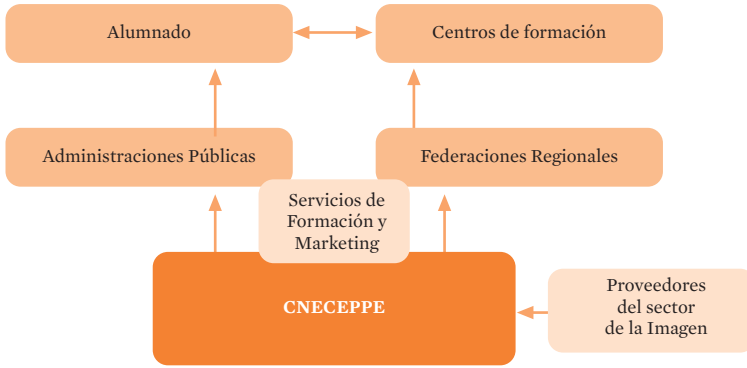 Alumnado
Centros de formación
Administraciones Públicas
Federaciones Regionales
Servicios de
Formación y
Marketing
CNECEPPE
Proveedores
del sector
de la Imagen